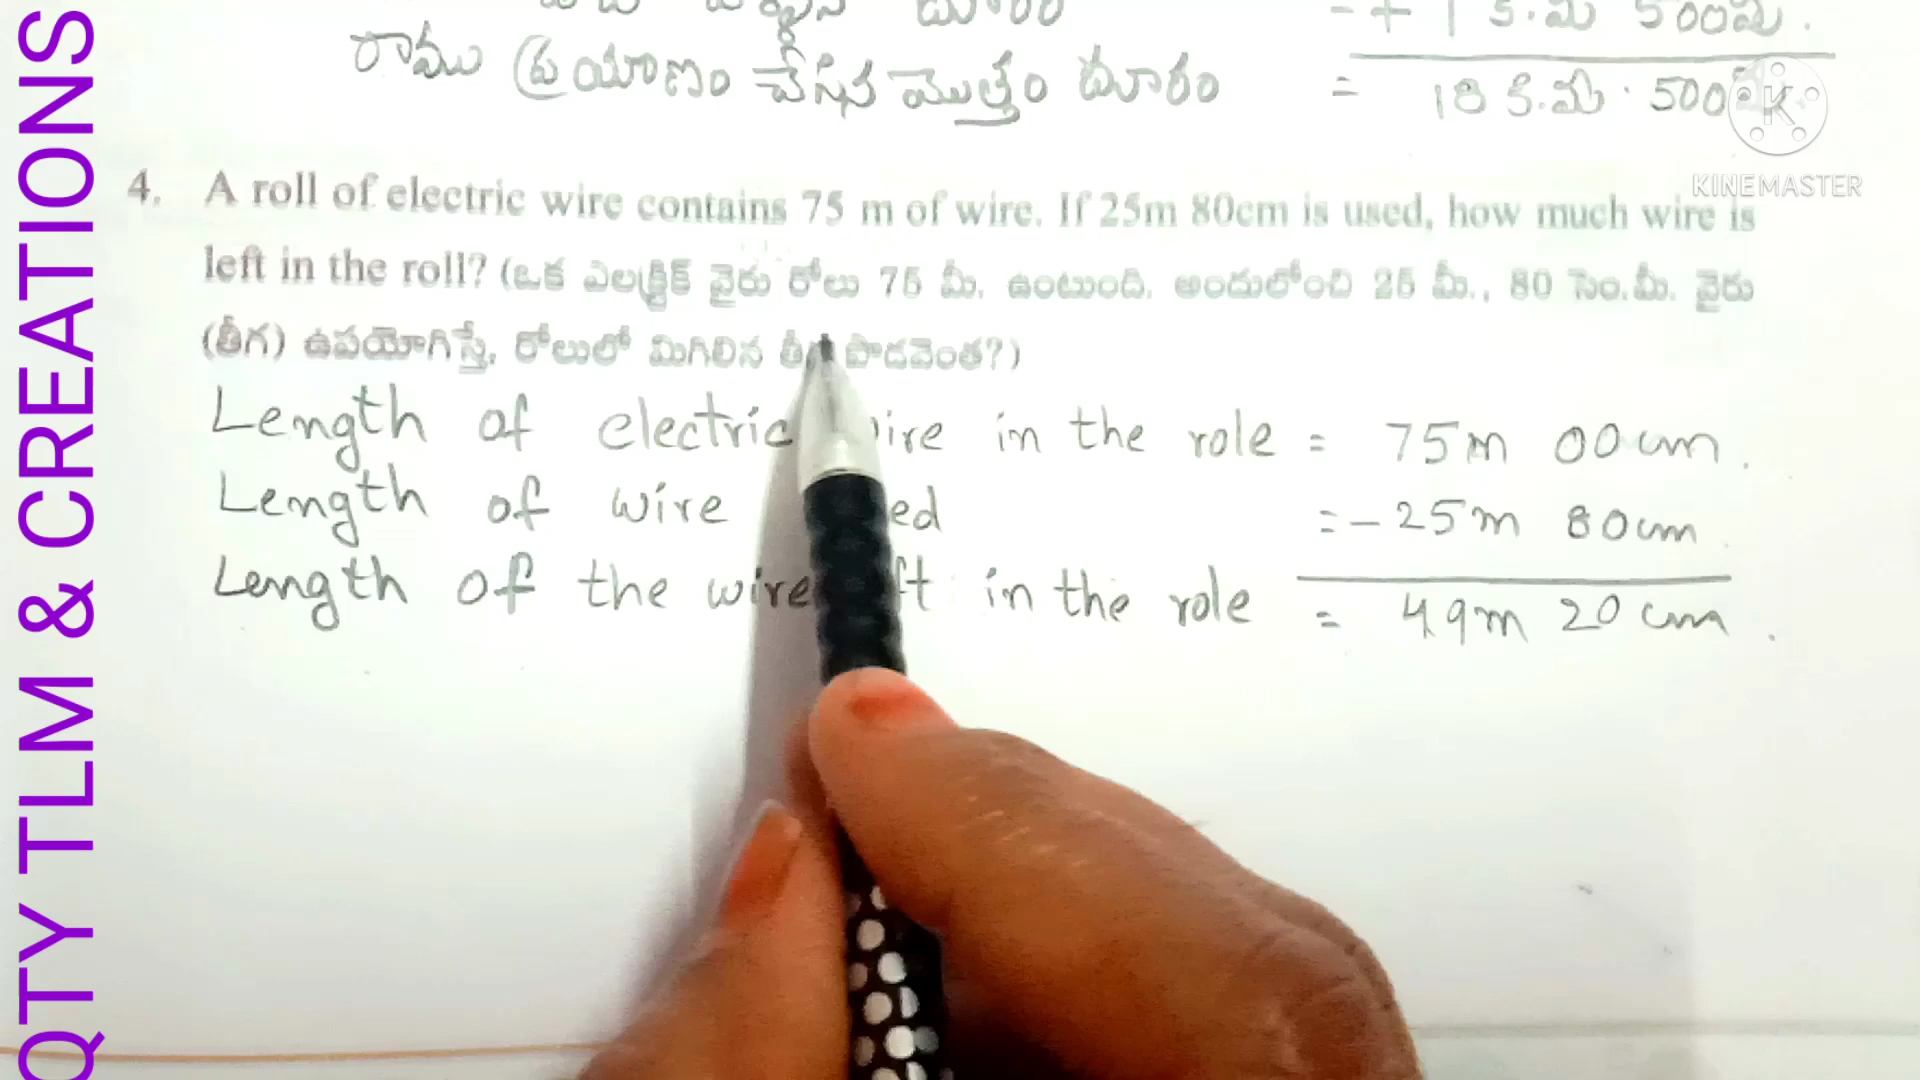 దూరం = + 1 కి.మీ 500మీ.
రాము ప్రయాణం చేసిన మొత్తం దూరం = 18 కి.మీ. 500
KINEMASTER
4. A roll of electric wire contains 75 m of wire. If 25m 80cm is used, how much wire is
left in the roll? (ఒక ఎలక్ట్రిక్ వైరు రోలు 75 మీ. ఉంటుంది. అందులోంచి 25 మీ., 80 సెం.మీ. వైరు
(తీగ) ఉపయోగిస్తే, రోలులో మిగిలిన పొడవెంత?)
Length of electric in the role = 75m 00cm.
Length of wire = - 25m 80cm
Length of the wire in the role = 49m 20cm.
QTY TLM & CREATIONS